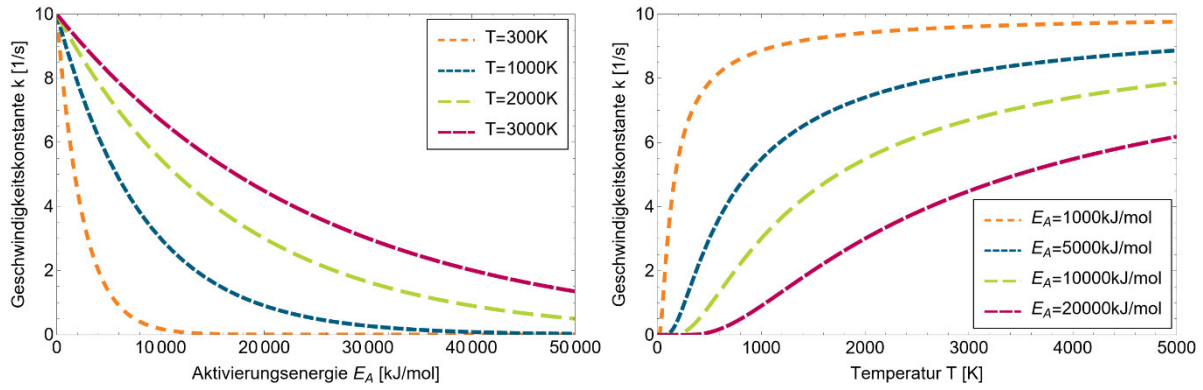 Geschwindigkeitskonstante k [1/s]
10
8
6
4
2
0
0
10 000
20 000
30 000
40 000
50 000
Aktivierungsenergie E_A [kJ/mol]
T=300K
T=1000K
T=2000K
T=3000K
Geschwindigkeitskonstante k [1/s]
10
8
6
4
2
0
0
1000
2000
3000
4000
5000
Temperatur T [K]
E_A=1000kJ/mol
E_A=5000kJ/mol
E_A=10000kJ/mol
E_A=20000kJ/mol